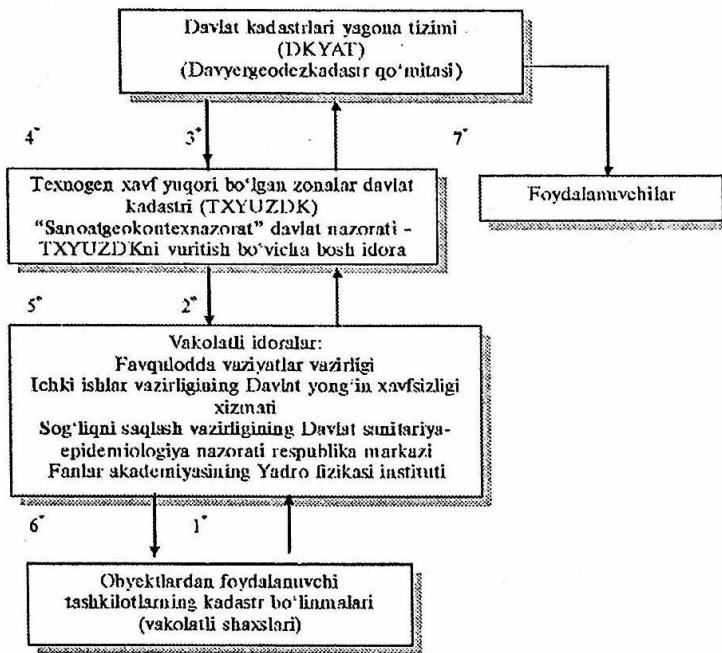 Davlat kadastrlari yagona tizimi
(DKYAT)
(Davyergeodezkadastr qo‘mitasi)
4*
3*
7*
Texnogen xavf yuqori bo‘lgan zonalar davlat
kadastri (TXYUZDK)
“Sanoatgeokontexnazorat” davlat nazorati -
TXYUZDKni yuritish bo‘yicha bosh idora
Foydalanuvchilar
5*
2*
Vakolatli idoralar:
Favqulodda vaziyatlar vazirligi
Ichki ishlar vazirligining Davlat yong‘in xavfsizligi
xizmati
Sog‘liqni saqlash vazirligining Davlat sanitariya-
epidemiologiya nazorati respublika markazi
Fanlar akademiyasining Yadro fizikasi instituti
6*
1*
Obyektlardan foydalanuvchi
tashkilotlarning kadastr bo‘linmalari
(vakolatli shaxslari)